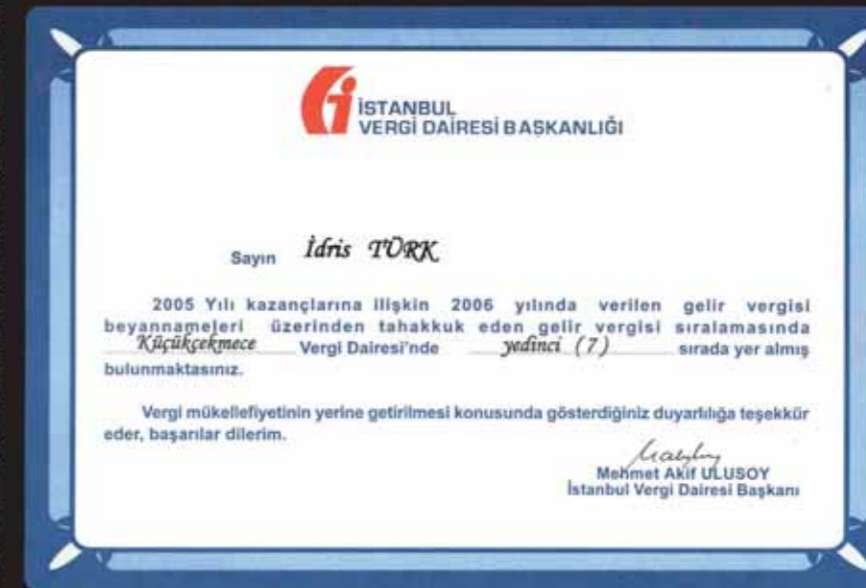 İSTANBUL
VERGİ DAİRESİ BAŞKANLIĞI
Sayın İdris TÜRK
2005 Yılı kazançlarına ilişkin 2006 yılında verilen gelir vergisi
beyannameleri üzerinden tahakkuk eden gelir vergisi sıralamasında
Küçükçekmece Vergi Dairesi'nde yedinci (7) sırada yer almış
bulunmaktasınız.
Vergi mükellefiyetinin yerine getirilmesi konusunda gösterdiğiniz duyarlılığa teşekkür
eder, başarılar dilerim.
Mehmet Akif ULUSOY
İstanbul Vergi Dairesi Başkanı